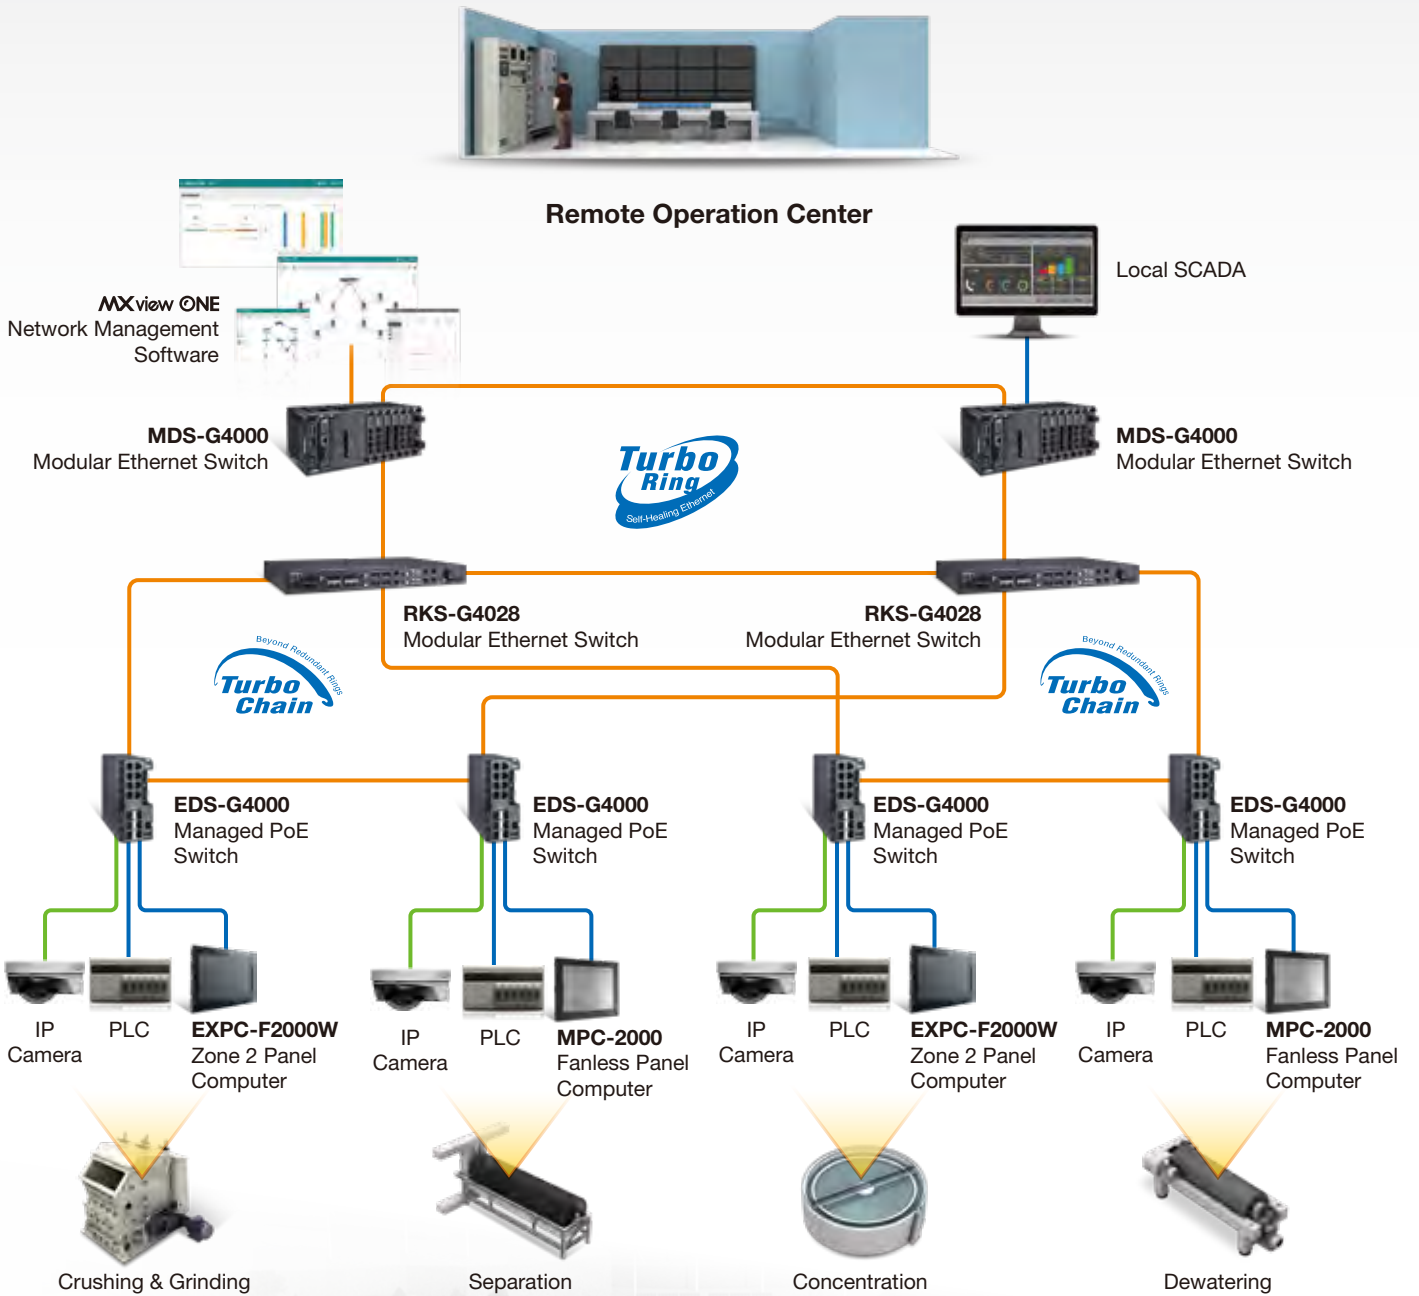 Remote Operation Center
MXview ONE
Network Management
Software
Local SCADA
MDS-G4000
Modular Ethernet Switch
MDS-G4000
Modular Ethernet Switch
Turbo
Ring
Self-Healing Ethernet
RKS-G4028
Modular Ethernet Switch
RKS-G4028
Modular Ethernet Switch
Beyond Redundant Rings
Turbo
Chain
Beyond Redundant Rings
Turbo
Chain
EDS-G4000
Managed PoE
Switch
EDS-G4000
Managed PoE
Switch
EDS-G4000
Managed PoE
Switch
EDS-G4000
Managed PoE
Switch
IP
Camera
PLC
EXPC-F2000W
Zone 2 Panel
Computer
IP
Camera
PLC
MPC-2000
Fanless Panel
Computer
IP
Camera
PLC
EXPC-F2000W
Zone 2 Panel
Computer
IP
Camera
PLC
MPC-2000
Fanless Panel
Computer
Crushing & Grinding
Separation
Concentration
Dewatering